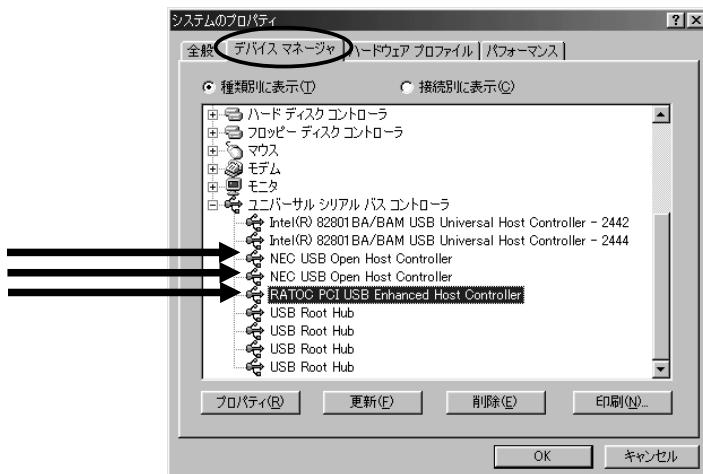 システムのプロパティ
全般 デバイス マネージャ ハードウェア プロファイル パフォーマンス
種類別に表示(T) 接続別に表示(C)
ハード ディスク コントローラ
フロッピー ディスク コントローラ
マウス
モデム
モニタ
ユニバーサル シリアル バス コントローラ
Intel(R) 82801BA/BAM USB Universal Host Controller - 2442
Intel(R) 82801BA/BAM USB Universal Host Controller - 2444
NEC USB Open Host Controller
NEC USB Open Host Controller
RATOC PCI USB Enhanced Host Controller
USB Root Hub
USB Root Hub
USB Root Hub
USB Root Hub
プロパティ(R) 更新(F) 削除(E) 印刷(N)...
OK キャンセル